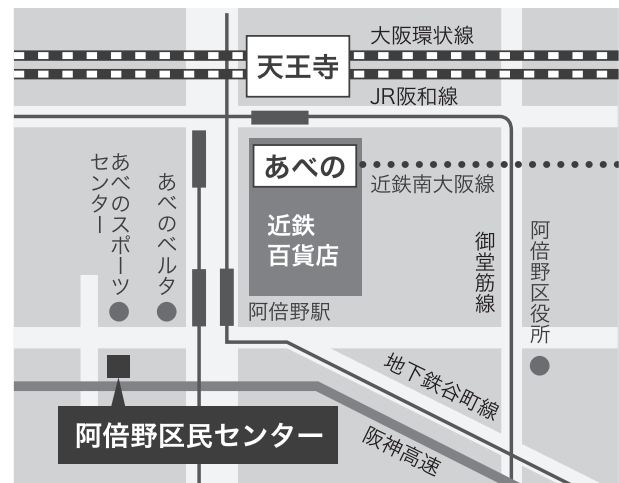 大阪環状線
天王寺
JR阪和線
あべの
近鉄南大阪線
近鉄
百貨店
あべのスポーツ
センター
あべのベルタ
御堂筋線
阿倍野区役所
阿倍野駅
地下鉄谷町線
阿倍野区民センター
阪神高速